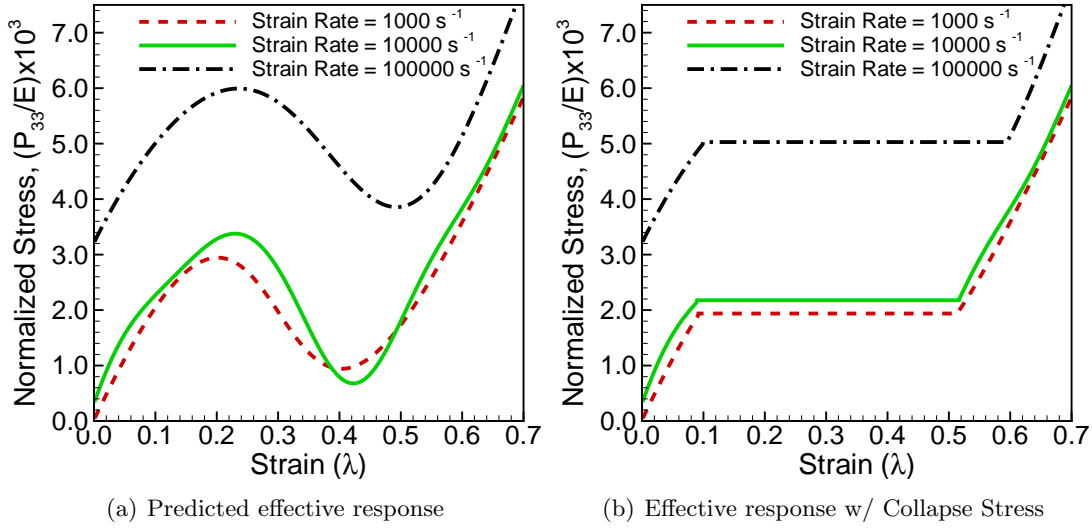 Normalized Stress, (P33/E)x10³
7.0
6.0
5.0
4.0
3.0
2.0
1.0
0.0
Strain Rate = 1000 s⁻¹
Strain Rate = 10000 s⁻¹
Strain Rate = 100000 s⁻¹
0.0 0.1 0.2 0.3 0.4 0.5 0.6 0.7
Strain (λ)
(a) Predicted effective response
Normalized Stress, (P33/E)x10³
7.0
6.0
5.0
4.0
3.0
2.0
1.0
0.0
Strain Rate = 1000 s⁻¹
Strain Rate = 10000 s⁻¹
Strain Rate = 100000 s⁻¹
0.0 0.1 0.2 0.3 0.4 0.5 0.6 0.7
Strain (λ)
(b) Effective response w/ Collapse Stress